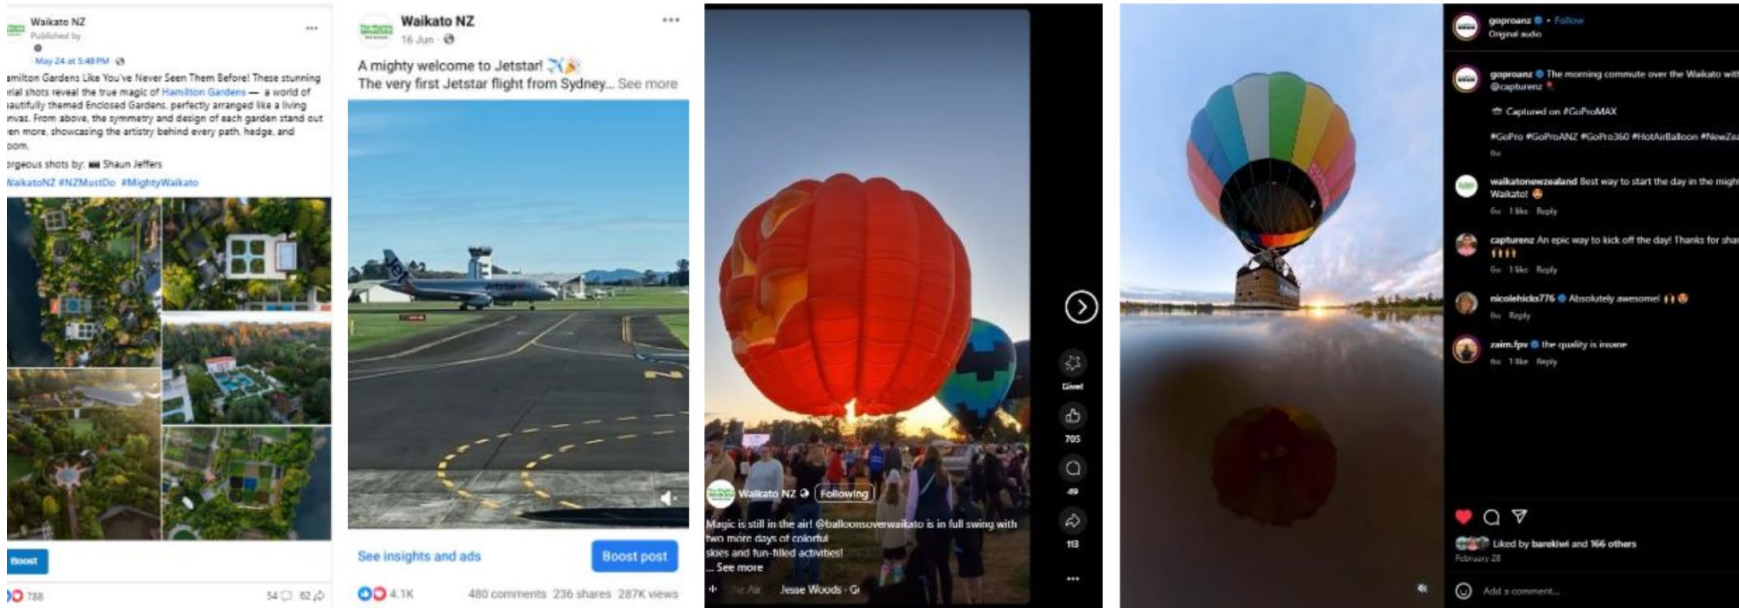 Waikato NZ
Published by
May 24 at 5:48 PM
amilton Gardens Like You've Never Seen Them Before! These stunning
rial shots reveal the true magic of Hamilton Gardens — a world of
eautifully themed Enclosed Gardens, perfectly arranged like a living
nvas. From above, the symmetry and design of each garden stand out
en more, showcasing the artistry behind every path, hedge, and
oom.
orgeous shots by: 📷 Shaun Jeffers
WaikatoNZ #NZMustDo #MightyWaikato
Boost
788
54
62
Waikato NZ
16 Jun
A mighty welcome to Jetstar! ✈️🎉
The very first Jetstar flight from Sydney... See more
Jetstar
See insights and ads
Boost post
4.1K
480 comments 236 shares 287K views
705
49
113
Waikato NZ
Following
Magic is still in the air! @balloonsoverwaikato is in full swing with
two more days of colorful
skies and fun-filled activities!
... See more
Jesse Woods
goproanz • Follow
Original audio
goproanz The morning commute over the Waikato wit
@capturenz
Captured on #GoProMAX
#GoPro #GoProANZ #GoPro360 #HotAirBalloon #NewZea
6w
waikatonewzealand Best way to start the day in the migh
Waikato! 🤩
6w 1 like Reply
capturenz An epic way to kick off the day! Thanks for shar
🙌🙌
6w 1 like Reply
nicolehicks776 Absolutely awesome!
6w Reply
zaim.fpv the quality is insane
6w 1 like Reply
Liked by barekiwi and 166 others
February 28
Add a comment...